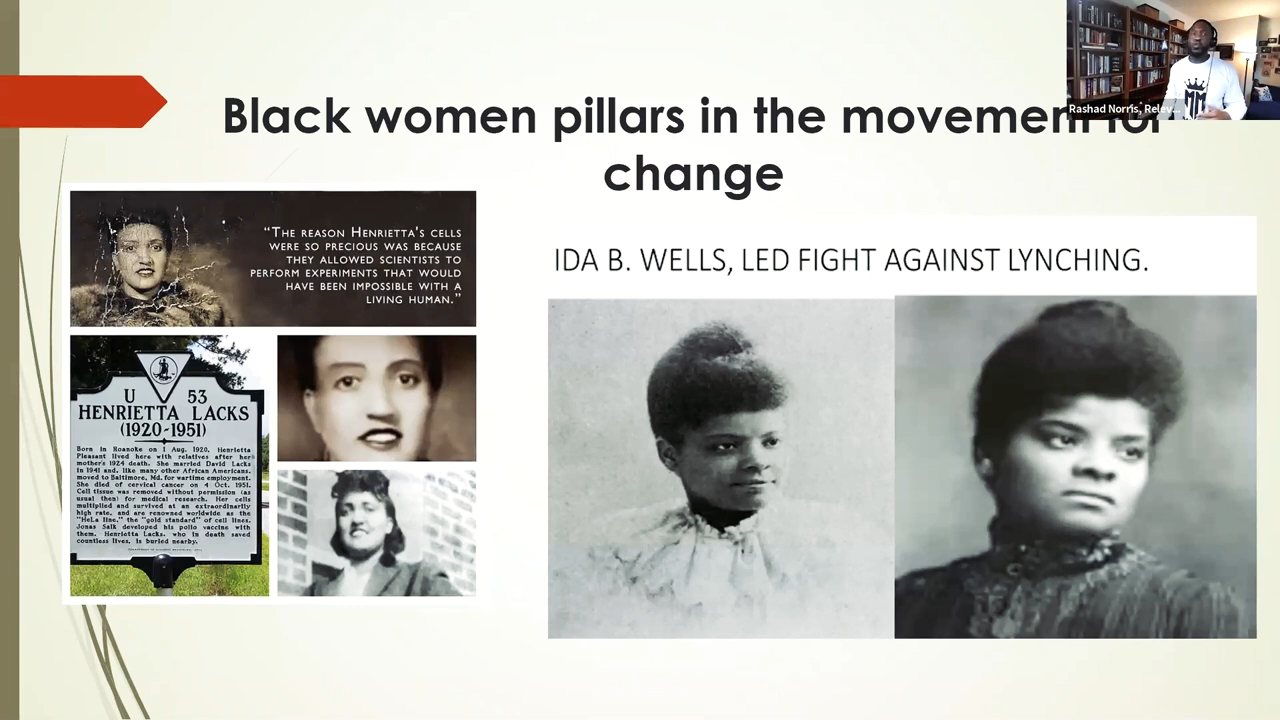 Black women pillars in the movement for
change
Rashad Norris, Relev...
"THE REASON HENRIETTA'S CELLS
WERE SO PRECIOUS WAS BECAUSE
THEY ALLOWED SCIENTISTS TO
PERFORM EXPERIMENTS THAT WOULD
HAVE BEEN IMPOSSIBLE WITH A
LIVING HUMAN."
IDA B. WELLS, LED FIGHT AGAINST LYNCHING.
U 53
HENRIETTA LACKS
(1920-1951)
Born in Roanoke on 1 Aug. 1920, Henrietta
Pleasant lived here with relatives after her
mother's 1924 death. She married David Lacks
in 1941 and, like many other African Americans,
moved to Baltimore, Md. for wartime employment.
She died of cervical cancer on 4 Oct. 1951.
Cell tissue was removed without permission (as
usual then) for medical research. Her cells
multiplied and survived at an extraordinarily
high rate, and are renowned worldwide as the
"HeLa line," the "gold standard" of cell lines.
Jonas Salk developed his polio vaccine with
them. Henrietta Lacks, who in death saved
countless lives, is buried nearby.